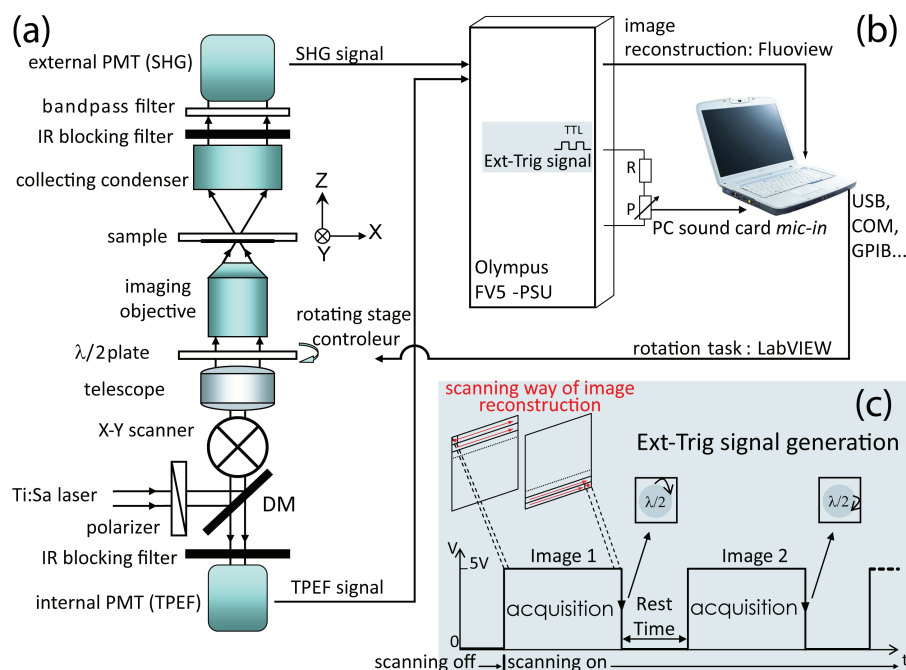 (a)
external PMT (SHG)
SHG signal
bandpass filter
IR blocking filter
collecting condenser
Z
X
Y
sample
imaging
objective
rotating stage
controleur
λ/2 plate
telescope
X-Y scanner
Ti:Sa laser
DM
polarizer
IR blocking filter
internal PMT (TPEF)
TPEF signal
(b)
image
reconstruction: Fluoview
TTL
Ext-Trig signal
R
P
PC sound card mic-in
USB,
COM,
GPIB...
Olympus
FV5 -PSU
rotation task : LabVIEW
(c)
scanning way of image
reconstruction
Ext-Trig signal generation
λ/2
λ/2
V
5V
Image 1
Image 2
acquisition
Rest
Time
acquisition
0
t
scanning off
scanning on